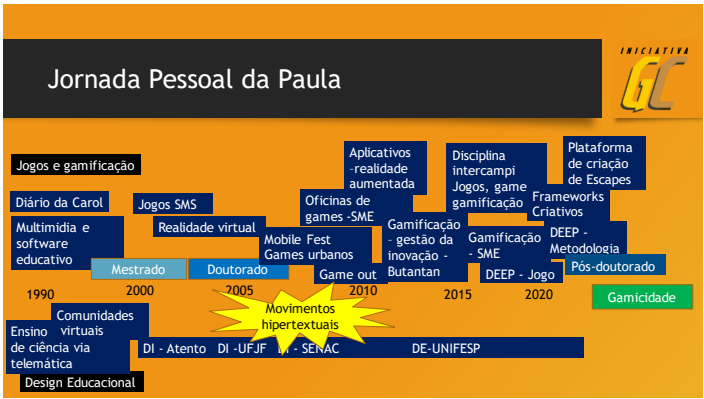 Jornada Pessoal da Paula
INICIATIVA
GC
Jogos e gamificação
Diário da Carol
Multimidia e
software
educativo
Jogos SMS
Realidade virtual
Mestrado
Doutorado
Mobile Fest
Games urbanos
Oficinas de
games -SME
Aplicativos
-realidade
aumentada
Game out
Gamificação
- gestão da
inovação -
Butantan
Disciplina
intercampi
Jogos, game
gamificação
Gamificação
- SME
DEEP - Jogo
Frameworks
Criativos
DEEP -
Metodologia
Plataforma
de criação
de Escapes
Pós-doutorado
1990
2000
2005
2010
2015
2020
Gamicidade
Movimentos
hipertextuais
Comunidades
virtuais
Ensino
de ciência via
telemática
DI - Atento
DI -UFJF
DI - SENAC
DE-UNIFESP
Design Educacional